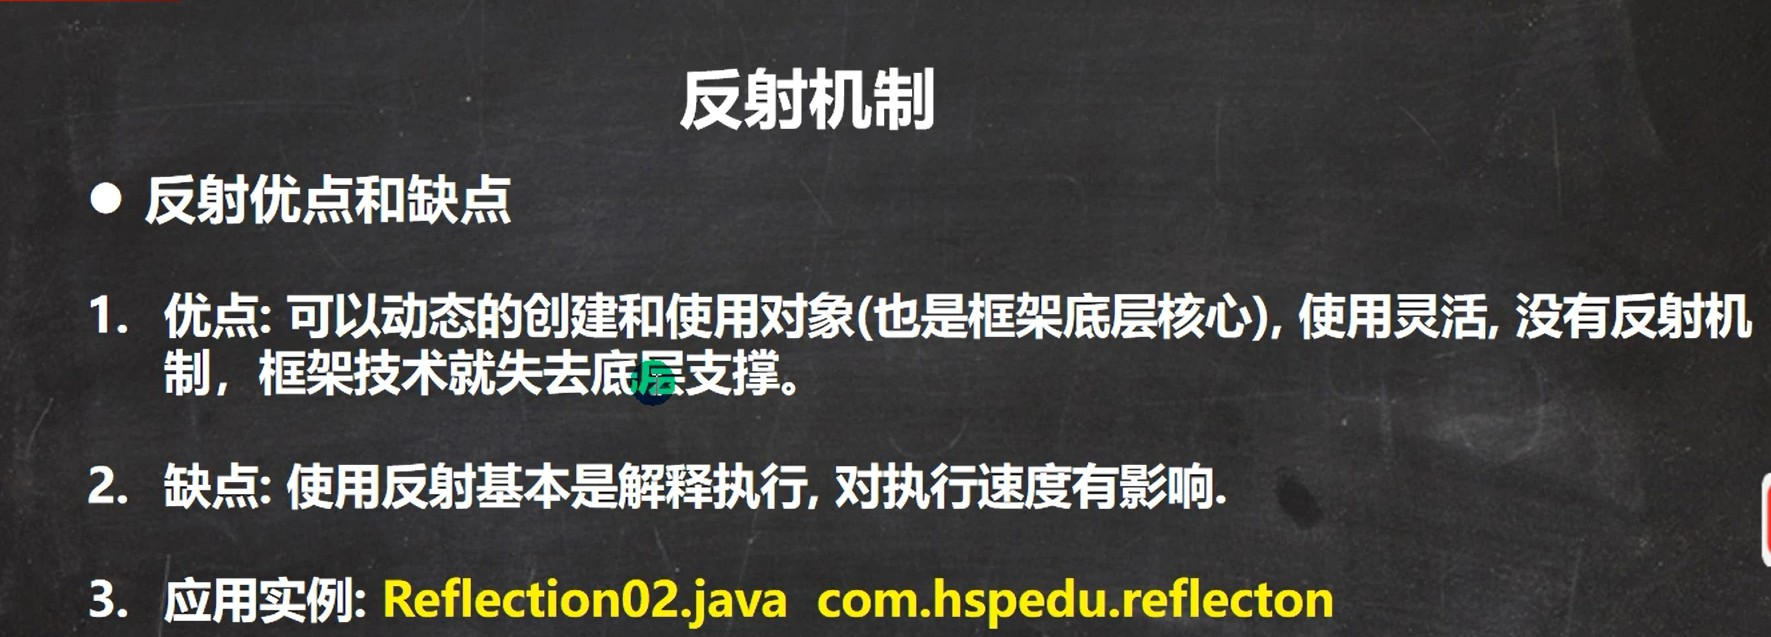 反射机制
● 反射优点和缺点
1. 优点: 可以动态的创建和使用对象(也是框架底层核心), 使用灵活, 没有反射机
制，框架技术就失去底层支撑。
2. 缺点: 使用反射基本是解释执行, 对执行速度有影响.
3. 应用实例: Reflection02.java com.hspedu.reflecton